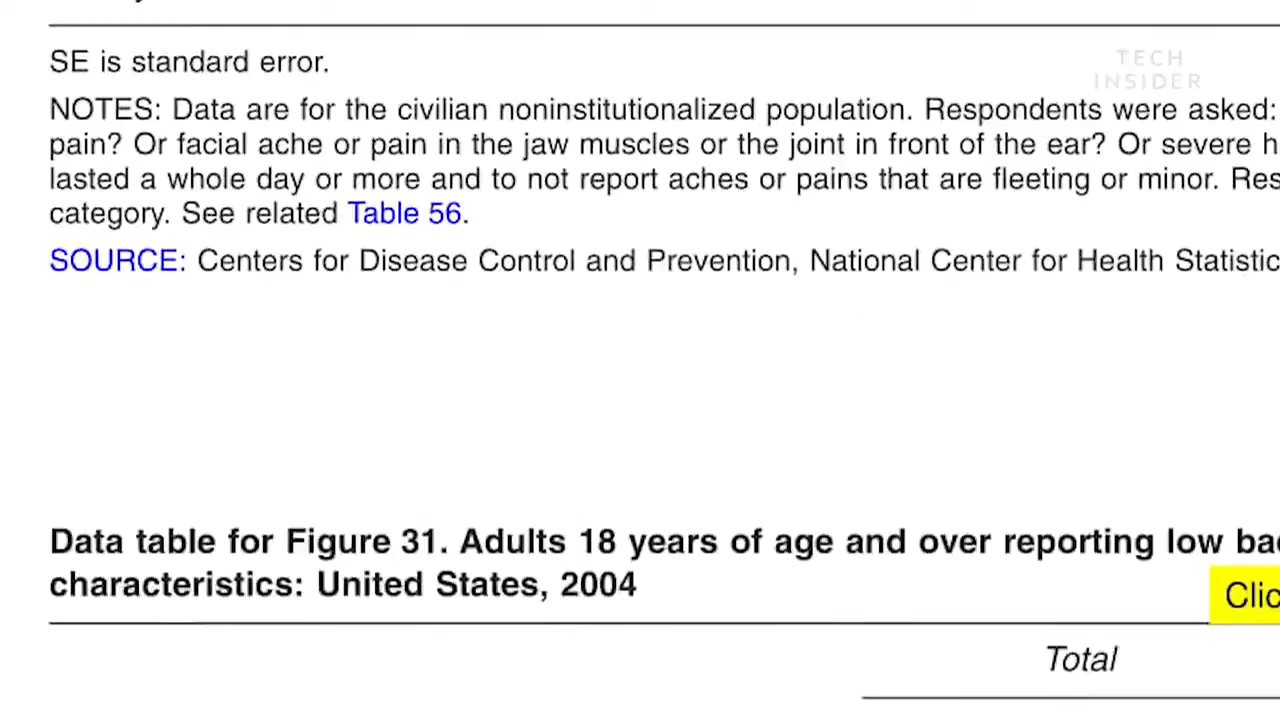 SE is standard error.
TECH
INSIDER
NOTES: Data are for the civilian noninstitutionalized population. Respondents were asked:
pain? Or facial ache or pain in the jaw muscles or the joint in front of the ear? Or severe h
lasted a whole day or more and to not report aches or pains that are fleeting or minor. Res
category. See related Table 56.
SOURCE: Centers for Disease Control and Prevention, National Center for Health Statistic
Data table for Figure 31. Adults 18 years of age and over reporting low ba
characteristics: United States, 2004
Clic
Total